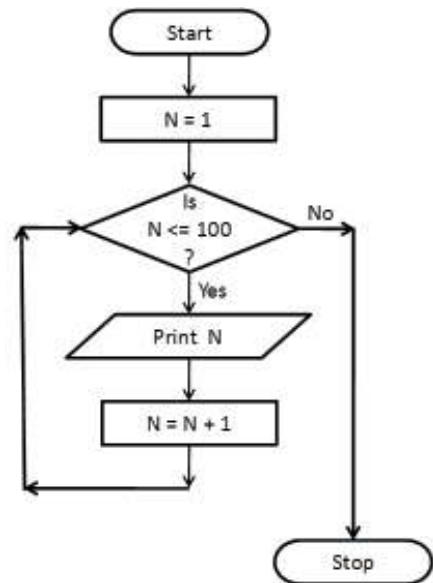 Start
N = 1
Is
N <= 100
?
No
Yes
Print N
N = N + 1
Stop